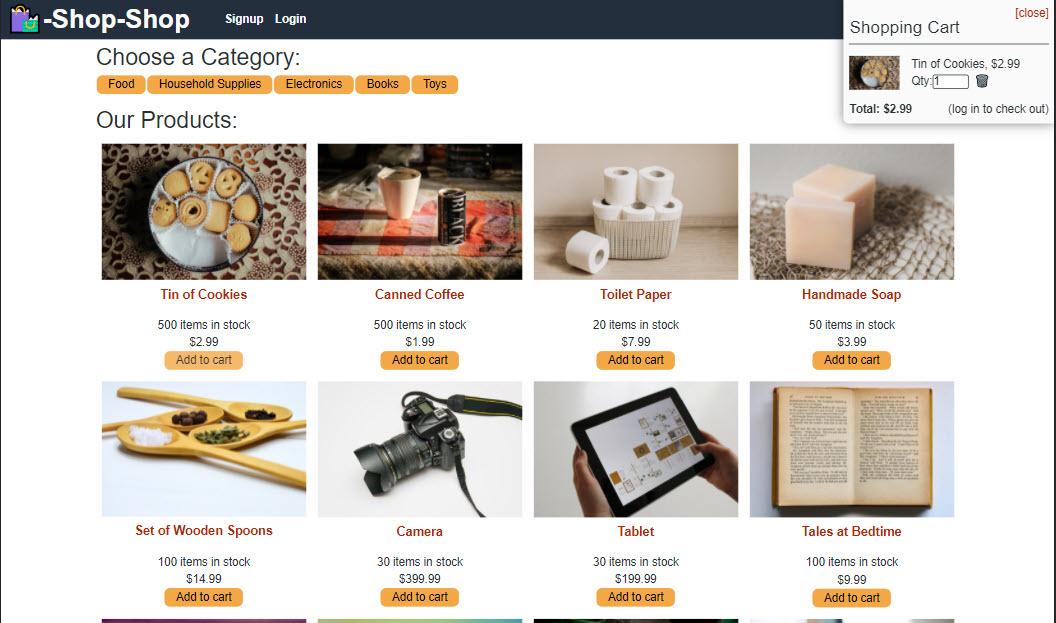 -Shop-Shop
Signup Login
[close]
Shopping Cart
Tin of Cookies, $2.99
Qty:1
Total: $2.99 (log in to check out)
Choose a Category:
Food Household Supplies Electronics Books Toys
Our Products:
Tin of Cookies Canned Coffee Toilet Paper Handmade Soap
500 items in stock 500 items in stock 20 items in stock 50 items in stock
$2.99 $1.99 $7.99 $3.99
Add to cart Add to cart Add to cart Add to cart
Set of Wooden Spoons Camera Tablet Tales at Bedtime
100 items in stock 30 items in stock 30 items in stock 100 items in stock
$14.99 $399.99 $199.99 $9.99
Add to cart Add to cart Add to cart Add to cart